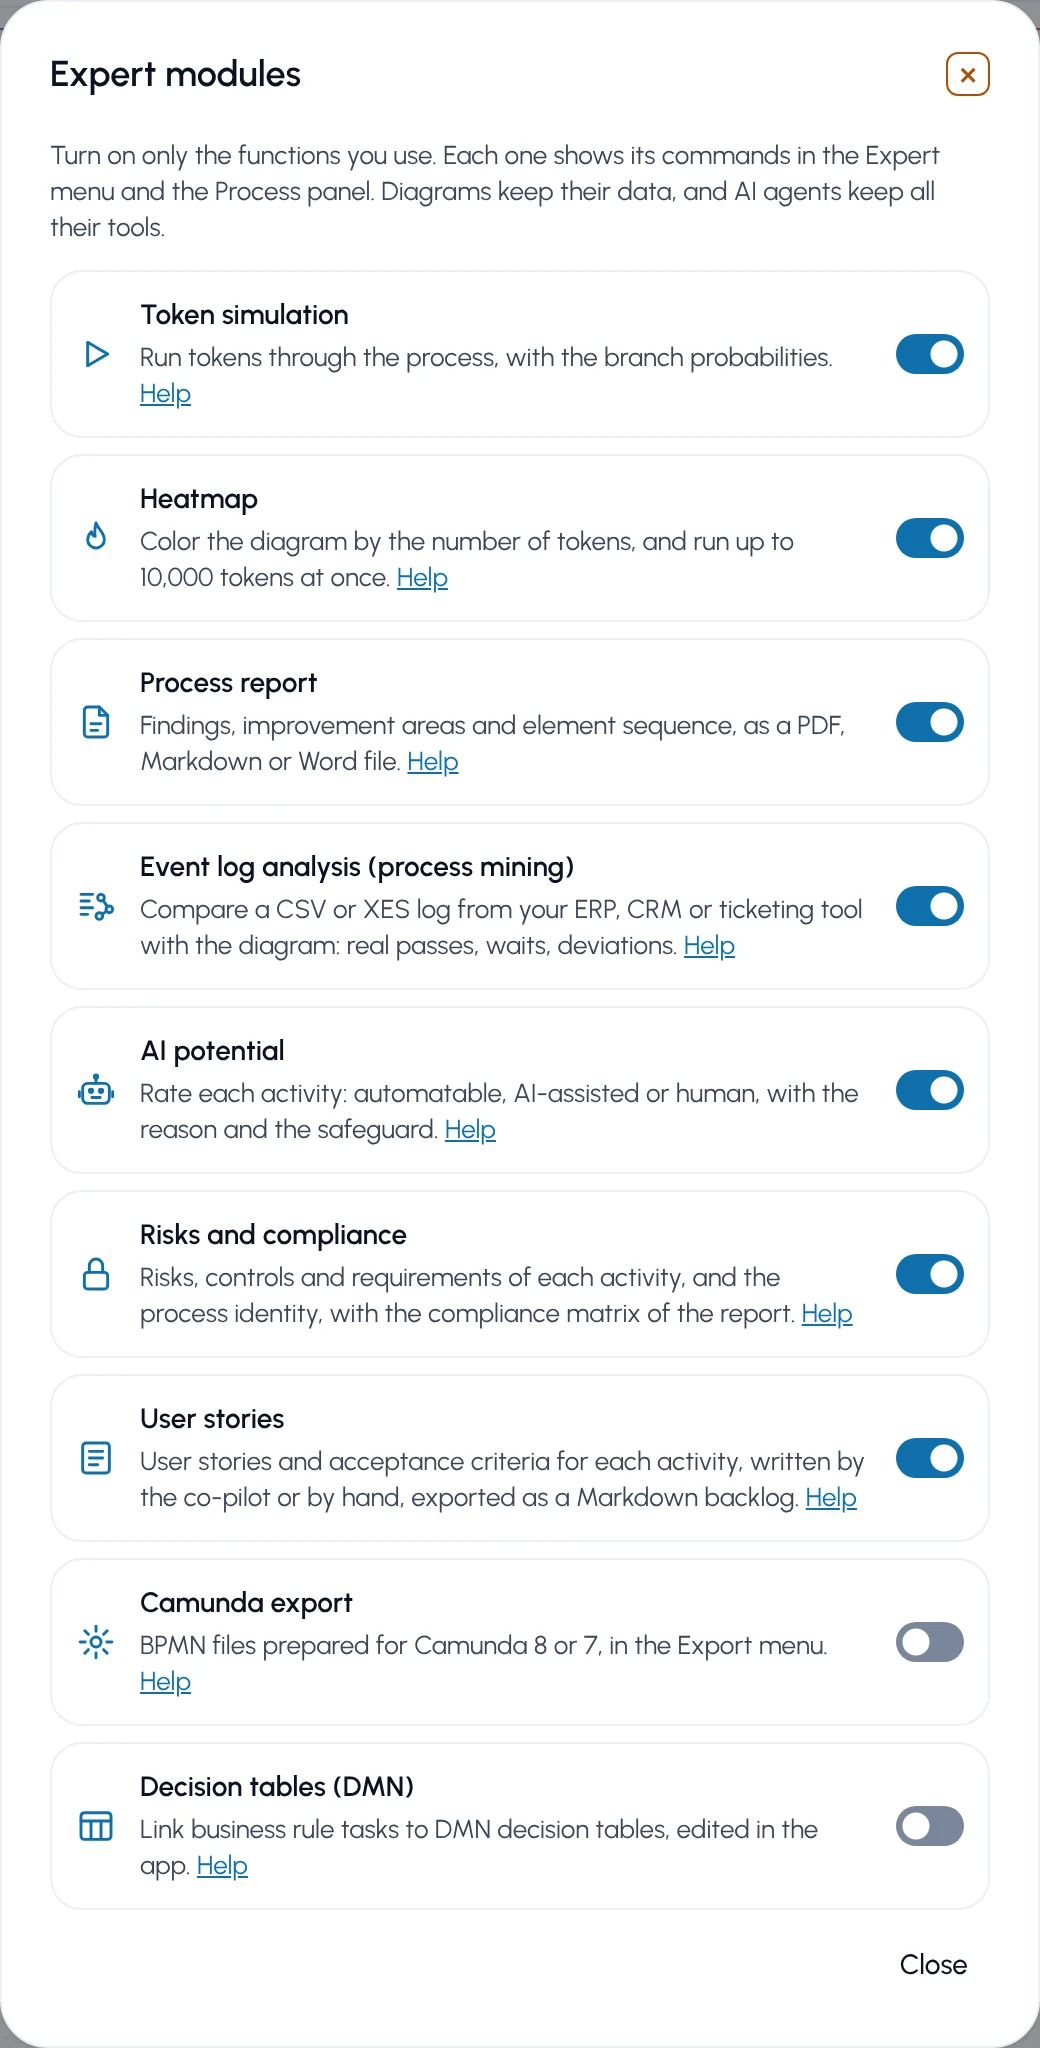 Expert modules
Turn on only the functions you use. Each one shows its commands in the Expert
menu and the Process panel. Diagrams keep their data, and AI agents keep all
their tools.
Token simulation
Run tokens through the process, with the branch probabilities.
Help
Heatmap
Color the diagram by the number of tokens, and run up to
10,000 tokens at once. Help
Process report
Findings, improvement areas and element sequence, as a PDF,
Markdown or Word file. Help
Event log analysis (process mining)
Compare a CSV or XES log from your ERP, CRM or ticketing tool
with the diagram: real passes, waits, deviations. Help
AI potential
Rate each activity: automatable, AI-assisted or human, with the
reason and the safeguard. Help
Risks and compliance
Risks, controls and requirements of each activity, and the
process identity, with the compliance matrix of the report. Help
User stories
User stories and acceptance criteria for each activity, written by
the co-pilot or by hand, exported as a Markdown backlog. Help
Camunda export
BPMN files prepared for Camunda 8 or 7, in the Export menu.
Help
Decision tables (DMN)
Link business rule tasks to DMN decision tables, edited in the
app. Help
Close